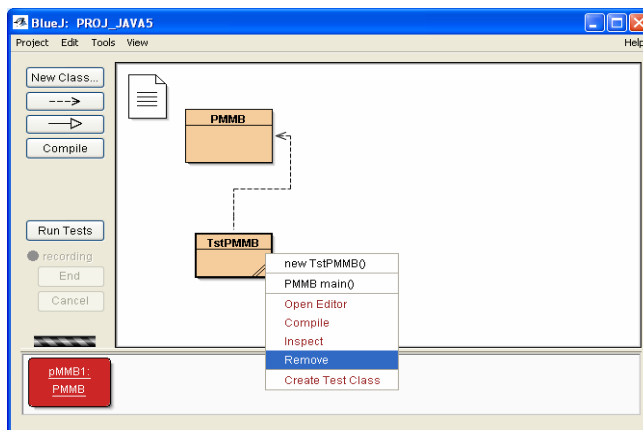 BlueJ: PROJ_JAVA5
Project Edit Tools View Help
New Class...
Compile
Run Tests
recording
End
Cancel
PMMB
TstPMMB
new TstPMMB()
PMMB main()
Open Editor
Compile
Inspect
Remove
Create Test Class
pMMB1:
PMMB